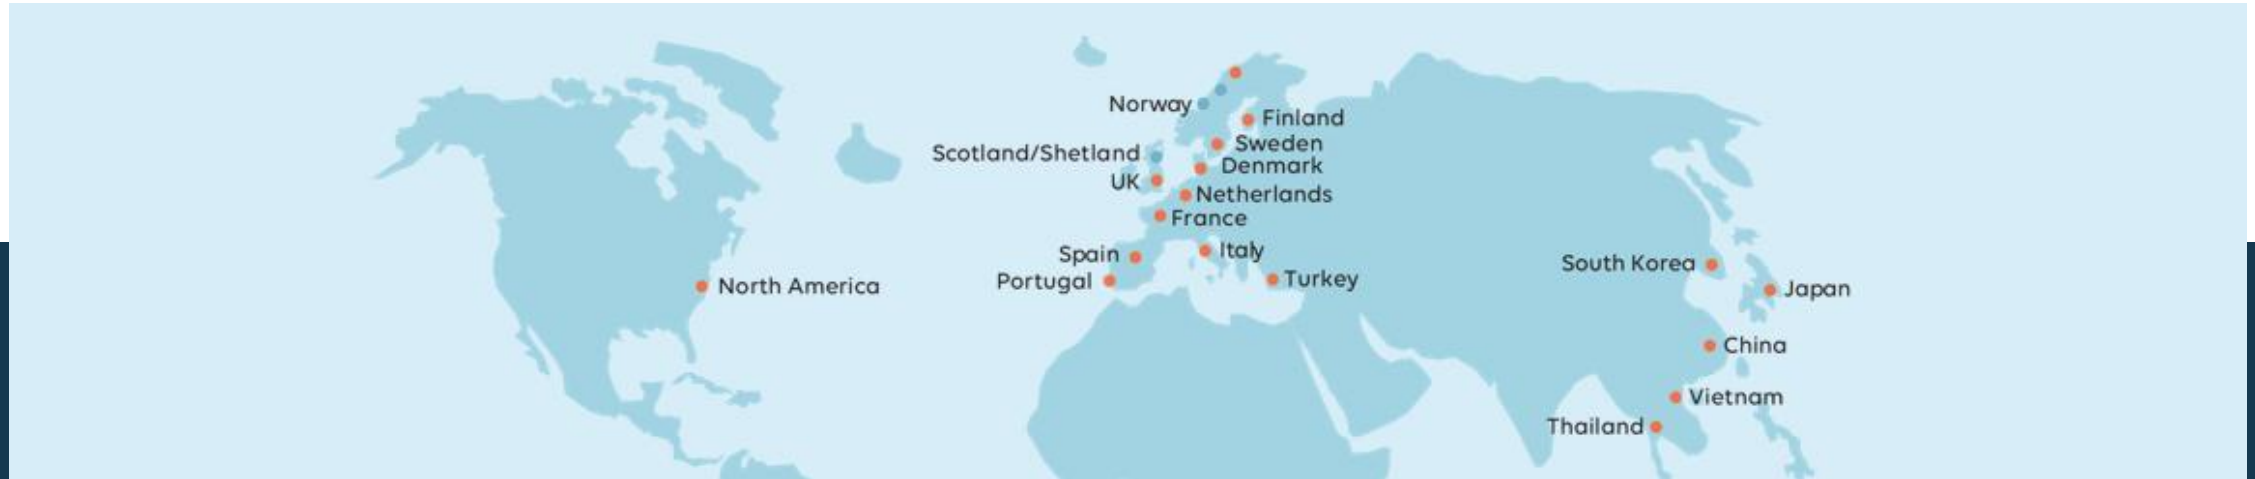 Norway
Finland
Sweden
Scotland/Shetland
Denmark
UK
Netherlands
France
Spain
Italy
Portugal
Turkey
North America
South Korea
Japan
China
Vietnam
Thailand